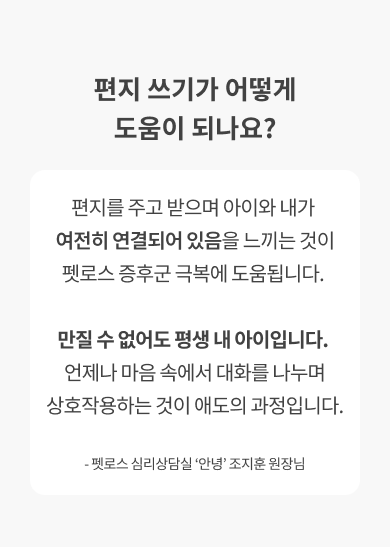 편지 쓰기가 어떻게
도움이 되나요?
편지를 주고 받으며 아이와 내가
여전히 연결되어 있음을 느끼는 것이
펫로스 증후군 극복에 도움됩니다.
만질 수 없어도 평생 내 아이입니다.
언제나 마음 속에서 대화를 나누며
상호작용하는 것이 애도의 과정입니다.
- 펫로스 심리상담실 ‘안녕’ 조지훈 원장님